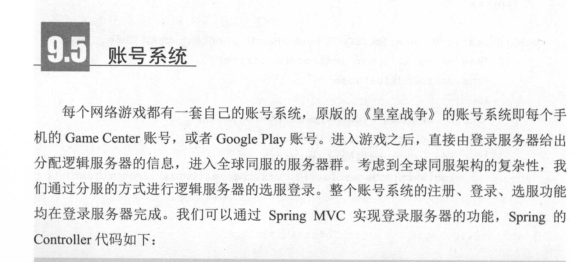 9.5 账号系统
每个网络游戏都有一套自己的账号系统，原版的《皇室战争》的账号系统即每个手
机的 Game Center 账号，或者 Google Play 账号。进入游戏之后，直接由登录服务器给出
分配逻辑服务器的信息，进入全球同服的服务器群。考虑到全球同服架构的复杂性，我
们通过分服的方式进行逻辑服务器的选服登录。整个账号系统的注册、登录、选服功能
均在登录服务器完成。我们可以通过 Spring MVC 实现登录服务器的功能，Spring 的
Controller 代码如下：